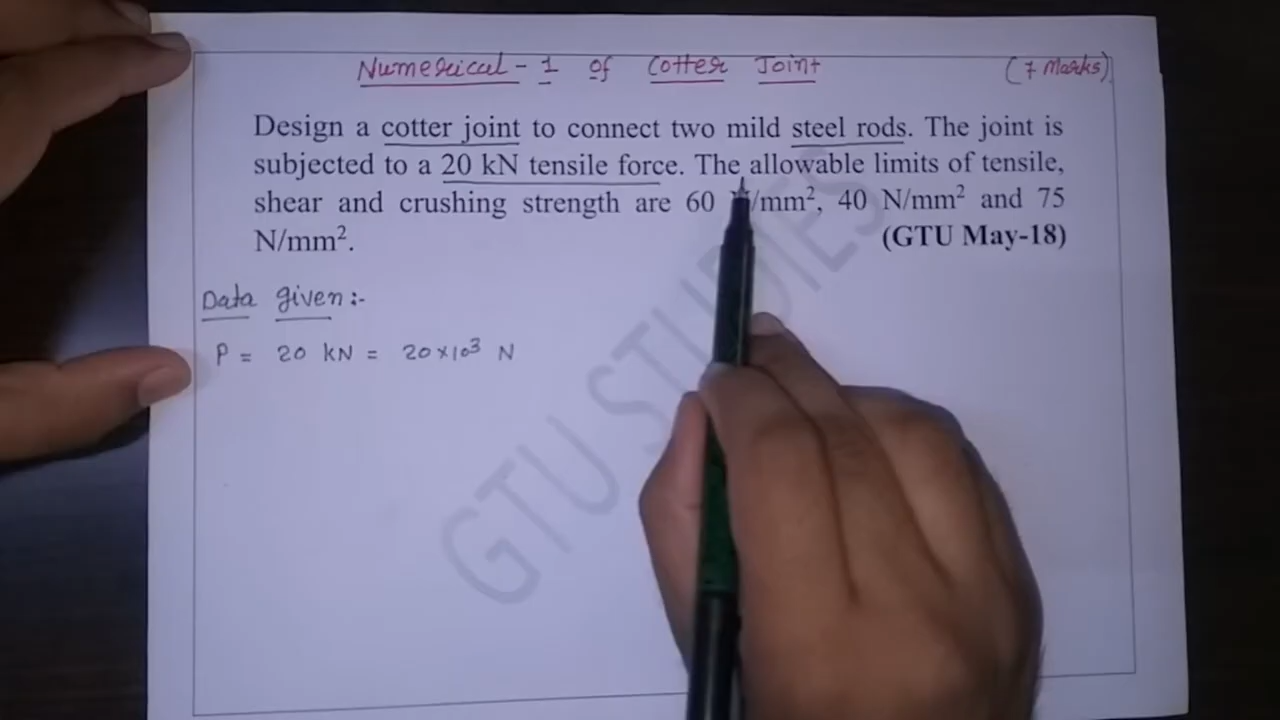 Numerical - 1 of Cotter Joint (7 Marks)
Design a cotter joint to connect two mild steel rods. The joint is
subjected to a 20 kN tensile force. The allowable limits of tensile,
shear and crushing strength are 60 /mm², 40 N/mm² and 75
N/mm². (GTU May-18)
Data given:-
P = 20 kN = 20×10³ N
GTU STUDIES